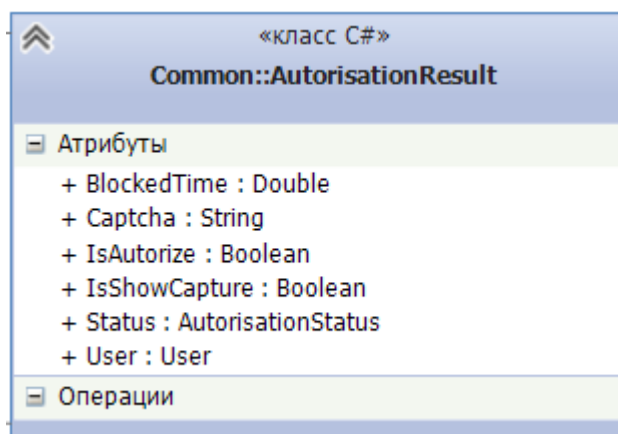 «класс C#»
Common::AutorisationResult
Атрибуты
+ BlockedTime : Double
+ Captcha : String
+ IsAutorize : Boolean
+ IsShowCapture : Boolean
+ Status : AutorisationStatus
+ User : User
Операции